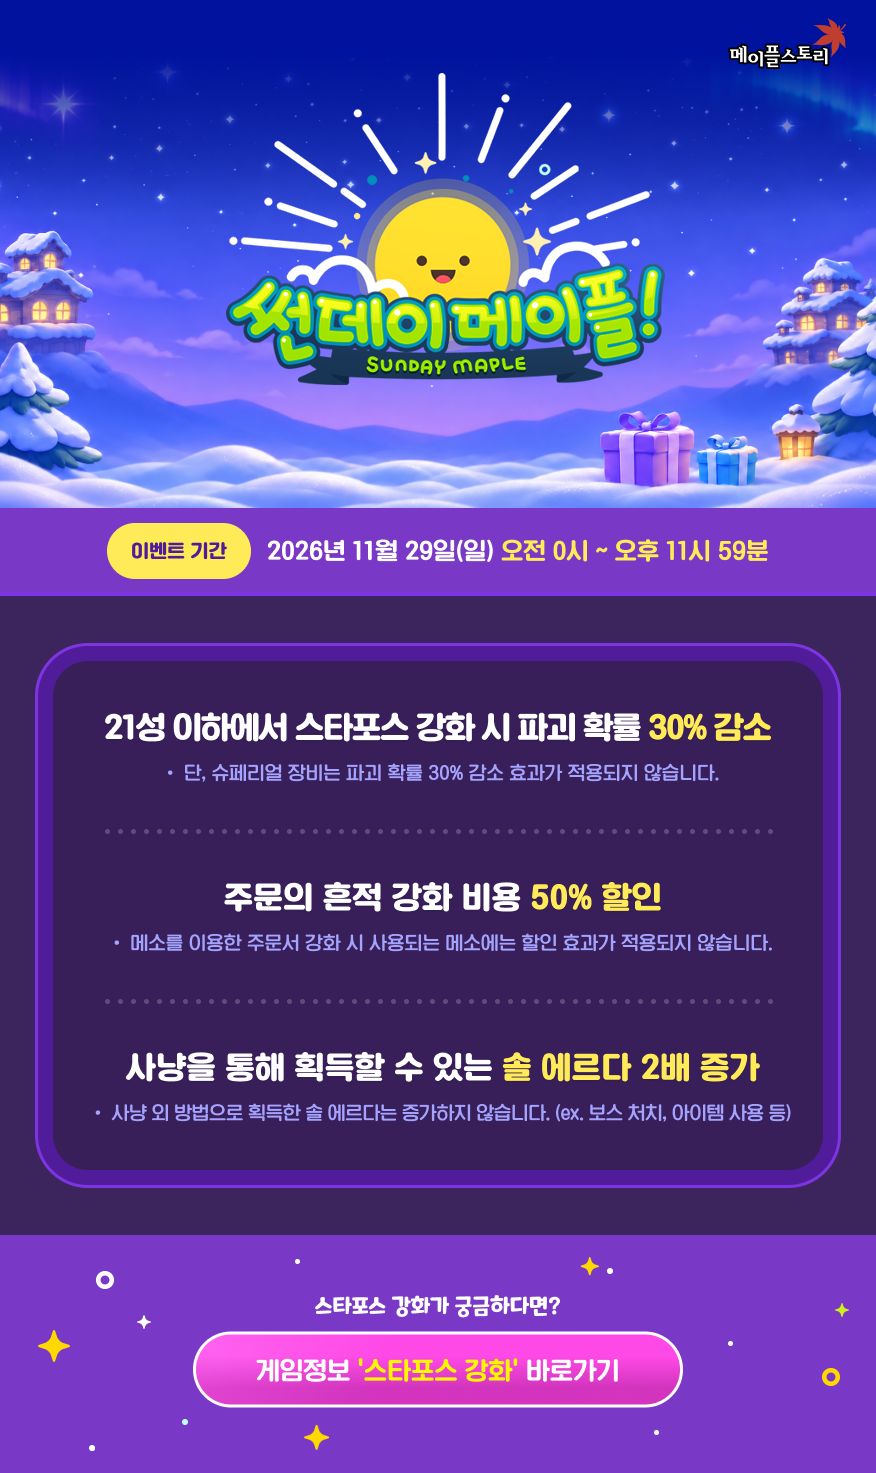 메이플스토리
썬데이 메이플!
SUNDAY MAPLE
이벤트 기간 2026년 11월 29일(일) 오전 0시 ~ 오후 11시 59분
21성 이하에서 스타포스 강화 시 파괴 확률 30% 감소
• 단, 슈페리얼 장비는 파괴 확률 30% 감소 효과가 적용되지 않습니다.
주문의 흔적 강화 비용 50% 할인
• 메소를 이용한 주문서 강화 시 사용되는 메소에는 할인 효과가 적용되지 않습니다.
사냥을 통해 획득할 수 있는 솔 에르다 2배 증가
• 사냥 외 방법으로 획득한 솔 에르다는 증가하지 않습니다. (ex. 보스 처치, 아이템 사용 등)
스타포스 강화가 궁금하다면?
게임정보 '스타포스 강화' 바로가기